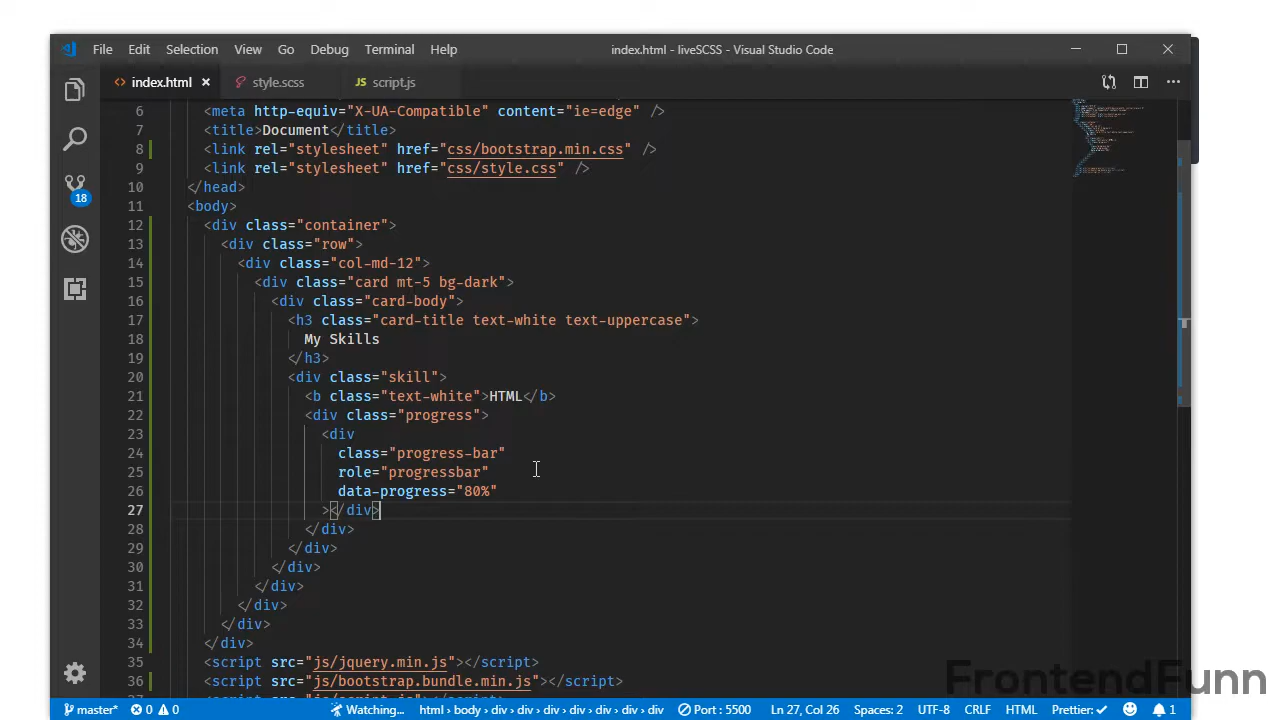 File Edit Selection View Go Debug Terminal Help index.html - liveSCSS - Visual Studio Code
index.html style.scss JS script.js
6 <meta http-equiv="X-UA-Compatible" content="ie=edge" />
7 <title>Document</title>
8 <link rel="stylesheet" href="css/bootstrap.min.css" />
9 <link rel="stylesheet" href="css/style.css" />
10 </head>
11 <body>
12 <div class="container">
13 <div class="row">
14 <div class="col-md-12">
15 <div class="card mt-5 bg-dark">
16 <div class="card-body">
17 <h3 class="card-title text-white text-uppercase">
18 My Skills
19 </h3>
20 <div class="skill">
21 <b class="text-white">HTML</b>
22 <div class="progress">
23 <div
24 class="progress-bar"
25 role="progressbar"
26 data-progress="80%"
27 ></div>
28 </div>
29 </div>
30 </div>
31 </div>
32 </div>
33 </div>
34 </div>
35 <script src="js/jquery.min.js"></script>
36 <script src="js/bootstrap.bundle.min.js"></script>
18
FrontendFunn
master* 0 0 Watching... html › body › div › div › div › div › div › div › div Port : 5500 Ln 27, Col 26 Spaces: 2 UTF-8 CRLF HTML Prettier: 1